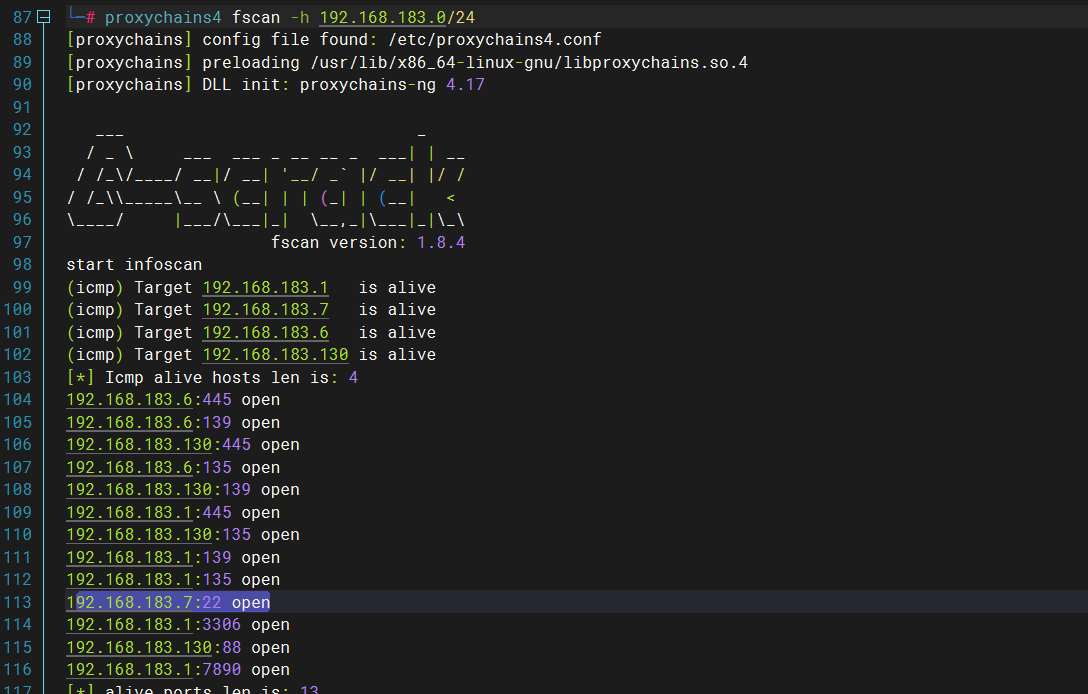 87 └─# proxychains4 fscan -h 192.168.183.0/24
88 [proxychains] config file found: /etc/proxychains4.conf
89 [proxychains] preloading /usr/lib/x86_64-linux-gnu/libproxychains.so.4
90 [proxychains] DLL init: proxychains-ng 4.17
91
92    ___                              _
93   / _ \     ___  ___ _ __ __ _  ___| | __
94  / /_\/____/ __|/ __| '__/ _` |/ __| |/ /
95 / /_\\_____\__ \ (__| | | (_| | (__|   <
96 \____/     |___/\___|_|  \__,_|\___|_|\_\
97                      fscan version: 1.8.4
98 start infoscan
99 (icmp) Target 192.168.183.1   is alive
100 (icmp) Target 192.168.183.7   is alive
101 (icmp) Target 192.168.183.6   is alive
102 (icmp) Target 192.168.183.130 is alive
103 [*] Icmp alive hosts len is: 4
104 192.168.183.6:445 open
105 192.168.183.6:139 open
106 192.168.183.130:445 open
107 192.168.183.6:135 open
108 192.168.183.130:139 open
109 192.168.183.1:445 open
110 192.168.183.130:135 open
111 192.168.183.1:139 open
112 192.168.183.1:135 open
113 192.168.183.7:22 open
114 192.168.183.1:3306 open
115 192.168.183.130:88 open
116 192.168.183.1:7890 open
117 [*] alive ports len is: 13